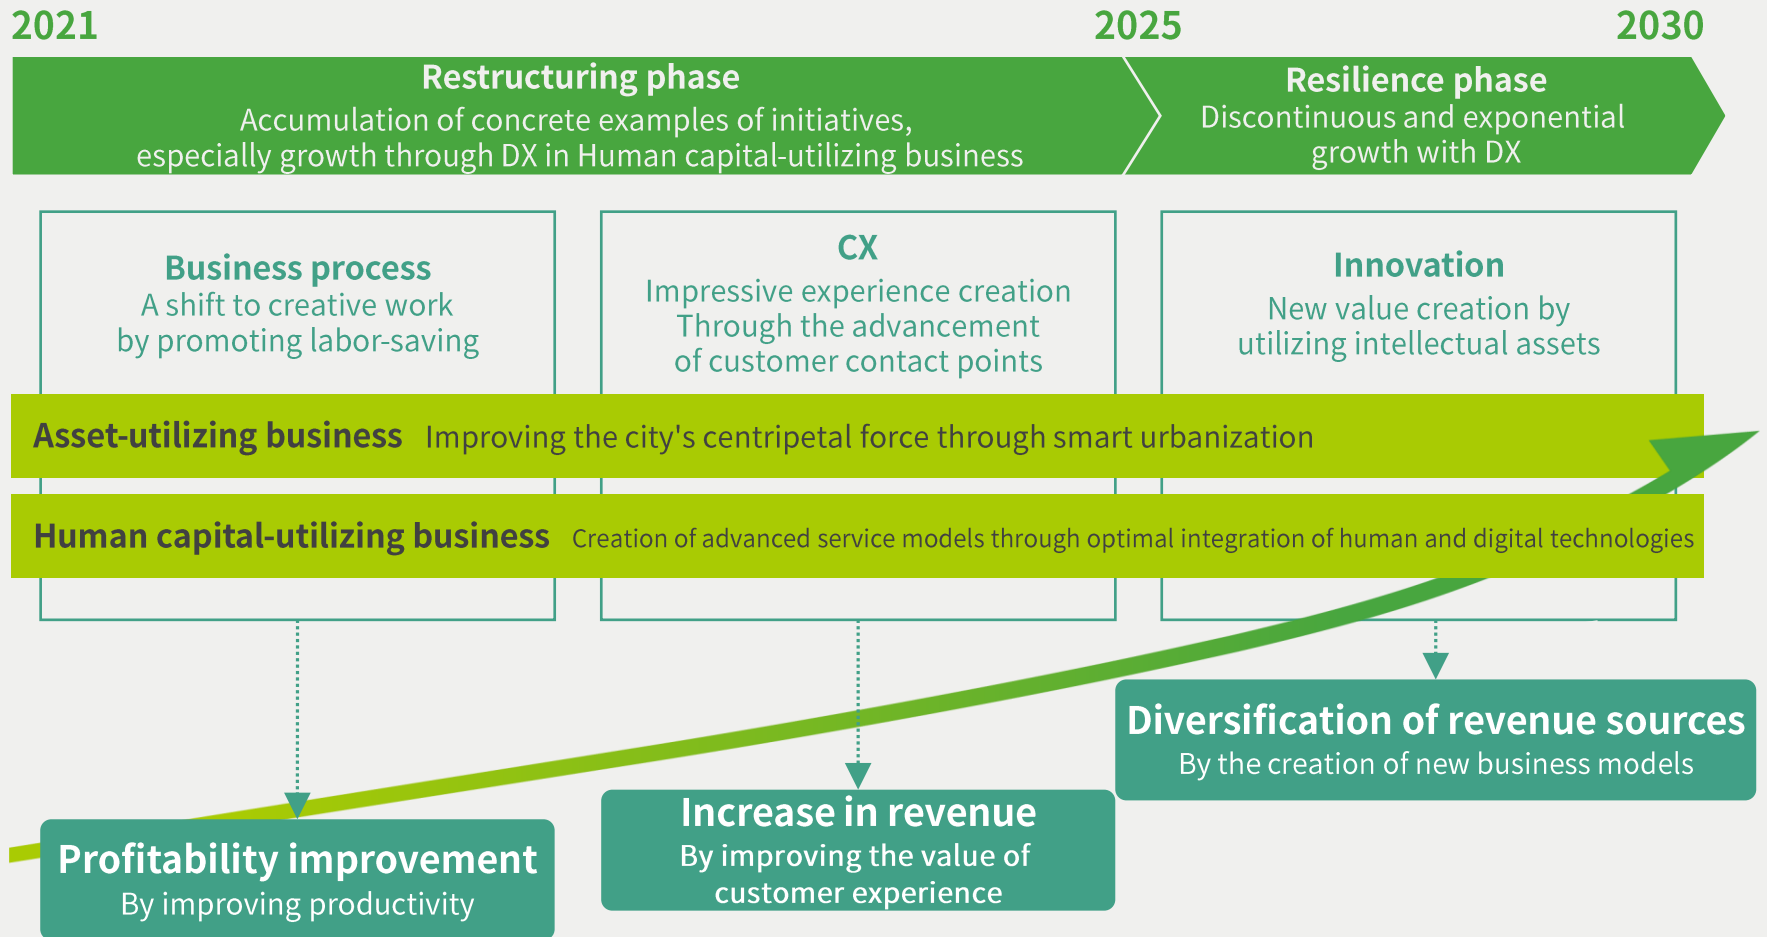 2021
2025
2030
Restructuring phase
Accumulation of concrete examples of initiatives,
especially growth through DX in Human capital-utilizing business
Resilience phase
Discontinuous and exponential
growth with DX
Business process
A shift to creative work
by promoting labor-saving
CX
Impressive experience creation
Through the advancement
of customer contact points
Innovation
New value creation by
utilizing intellectual assets
Asset-utilizing business Improving the city's centripetal force through smart urbanization
Human capital-utilizing business Creation of advanced service models through optimal integration of human and digital technologies
Profitability improvement
By improving productivity
Increase in revenue
By improving the value of
customer experience
Diversification of revenue sources
By the creation of new business models